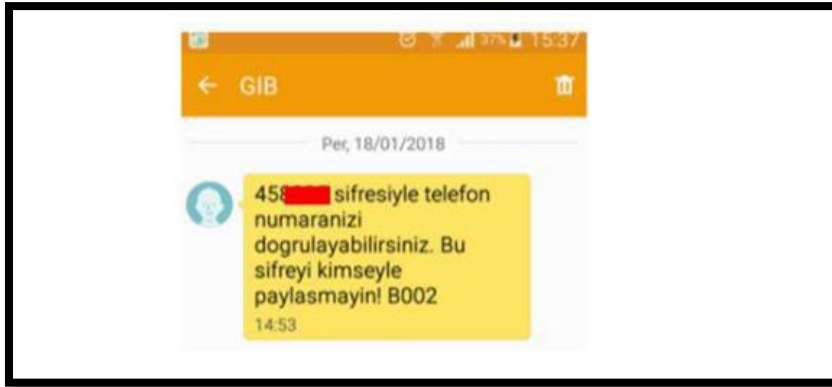 37% 15:37
GIB
Per, 18/01/2018
458 sifresiyle telefon
numaranizi
dogrulayabilirsiniz. Bu
sifreyi kimseyle
paylasmayin! B002
14:53